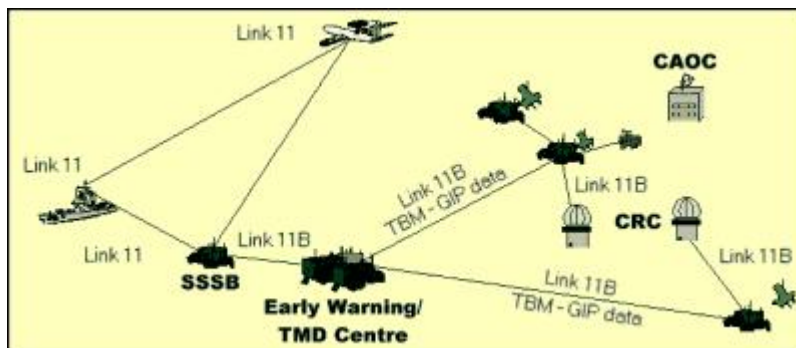 Link 11
CAOC
Link 11
Link 11B
TBM - GIP data
Link 11B
CRC
Link 11
Link 11B
SSSB
Link 11B
Link 11B
TBM - GIP data
Early Warning/
TMD Centre